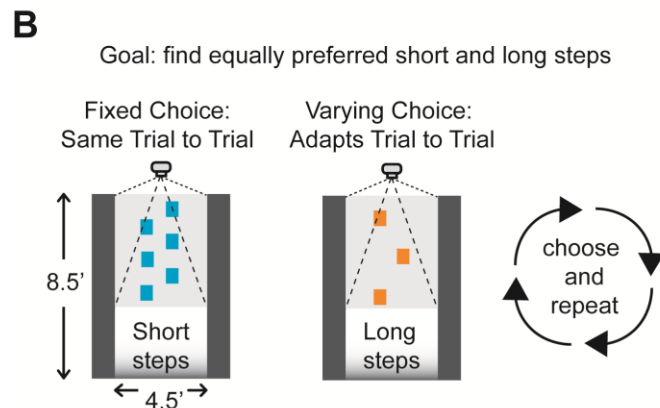 B
Goal: find equally preferred short and long steps
Fixed Choice:
Same Trial to Trial
Varying Choice:
Adapts Trial to Trial
8.5’
Short
steps
4.5’
Long
steps
choose
and
repeat